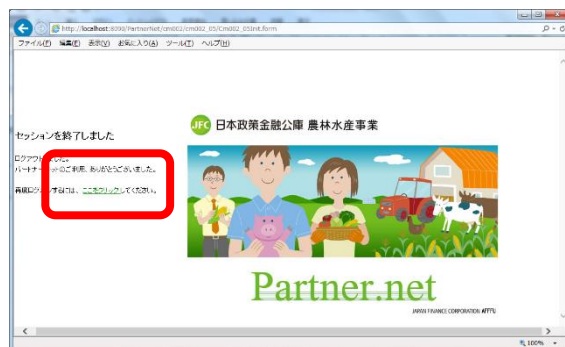 http://localhost:8090/PartnerNet/cm002/cm002_05/Cmd02_05Init.form
ファイル(F) 編集(E) 表示(V) お気に入り(A) ツール(T) ヘルプ(H)
セッションを終了しました
ログアウトしました。
パートナーネットのご利用、ありがとうございました。
再度ログインするには、ここをクリックしてください。
JFC 日本政策金融公庫 農林水産事業
Partner.net
JAPAN FINANCE CORPORATION AFFFU
100%